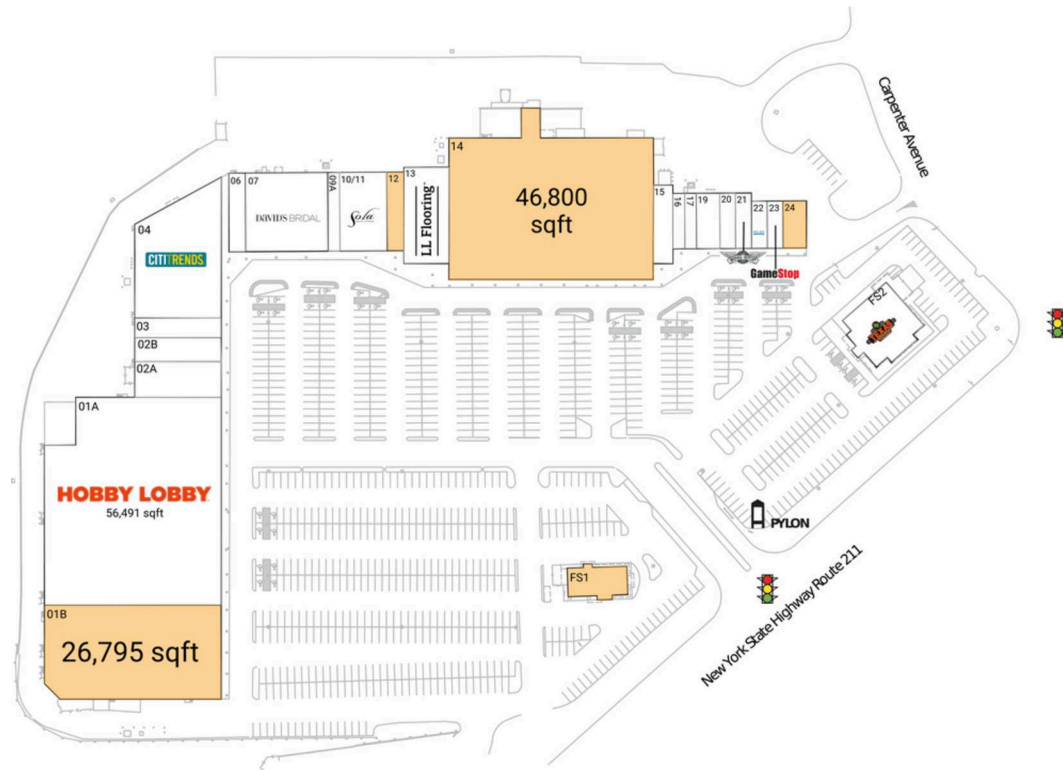 Carpenter Avenue
14
46,800
sqft
06
07
DAVID'S BRIDAL
09A
10/11
Sola
12
13
LL Flooring
15
16
17
19
20
21
22
23
24
GameStop
04
CITITRENDS
03
02B
02A
01A
HOBBY LOBBY
56,491 sqft
01B
26,795 sqft
FS2
PYLON
FS1
New York State Highway Route 211